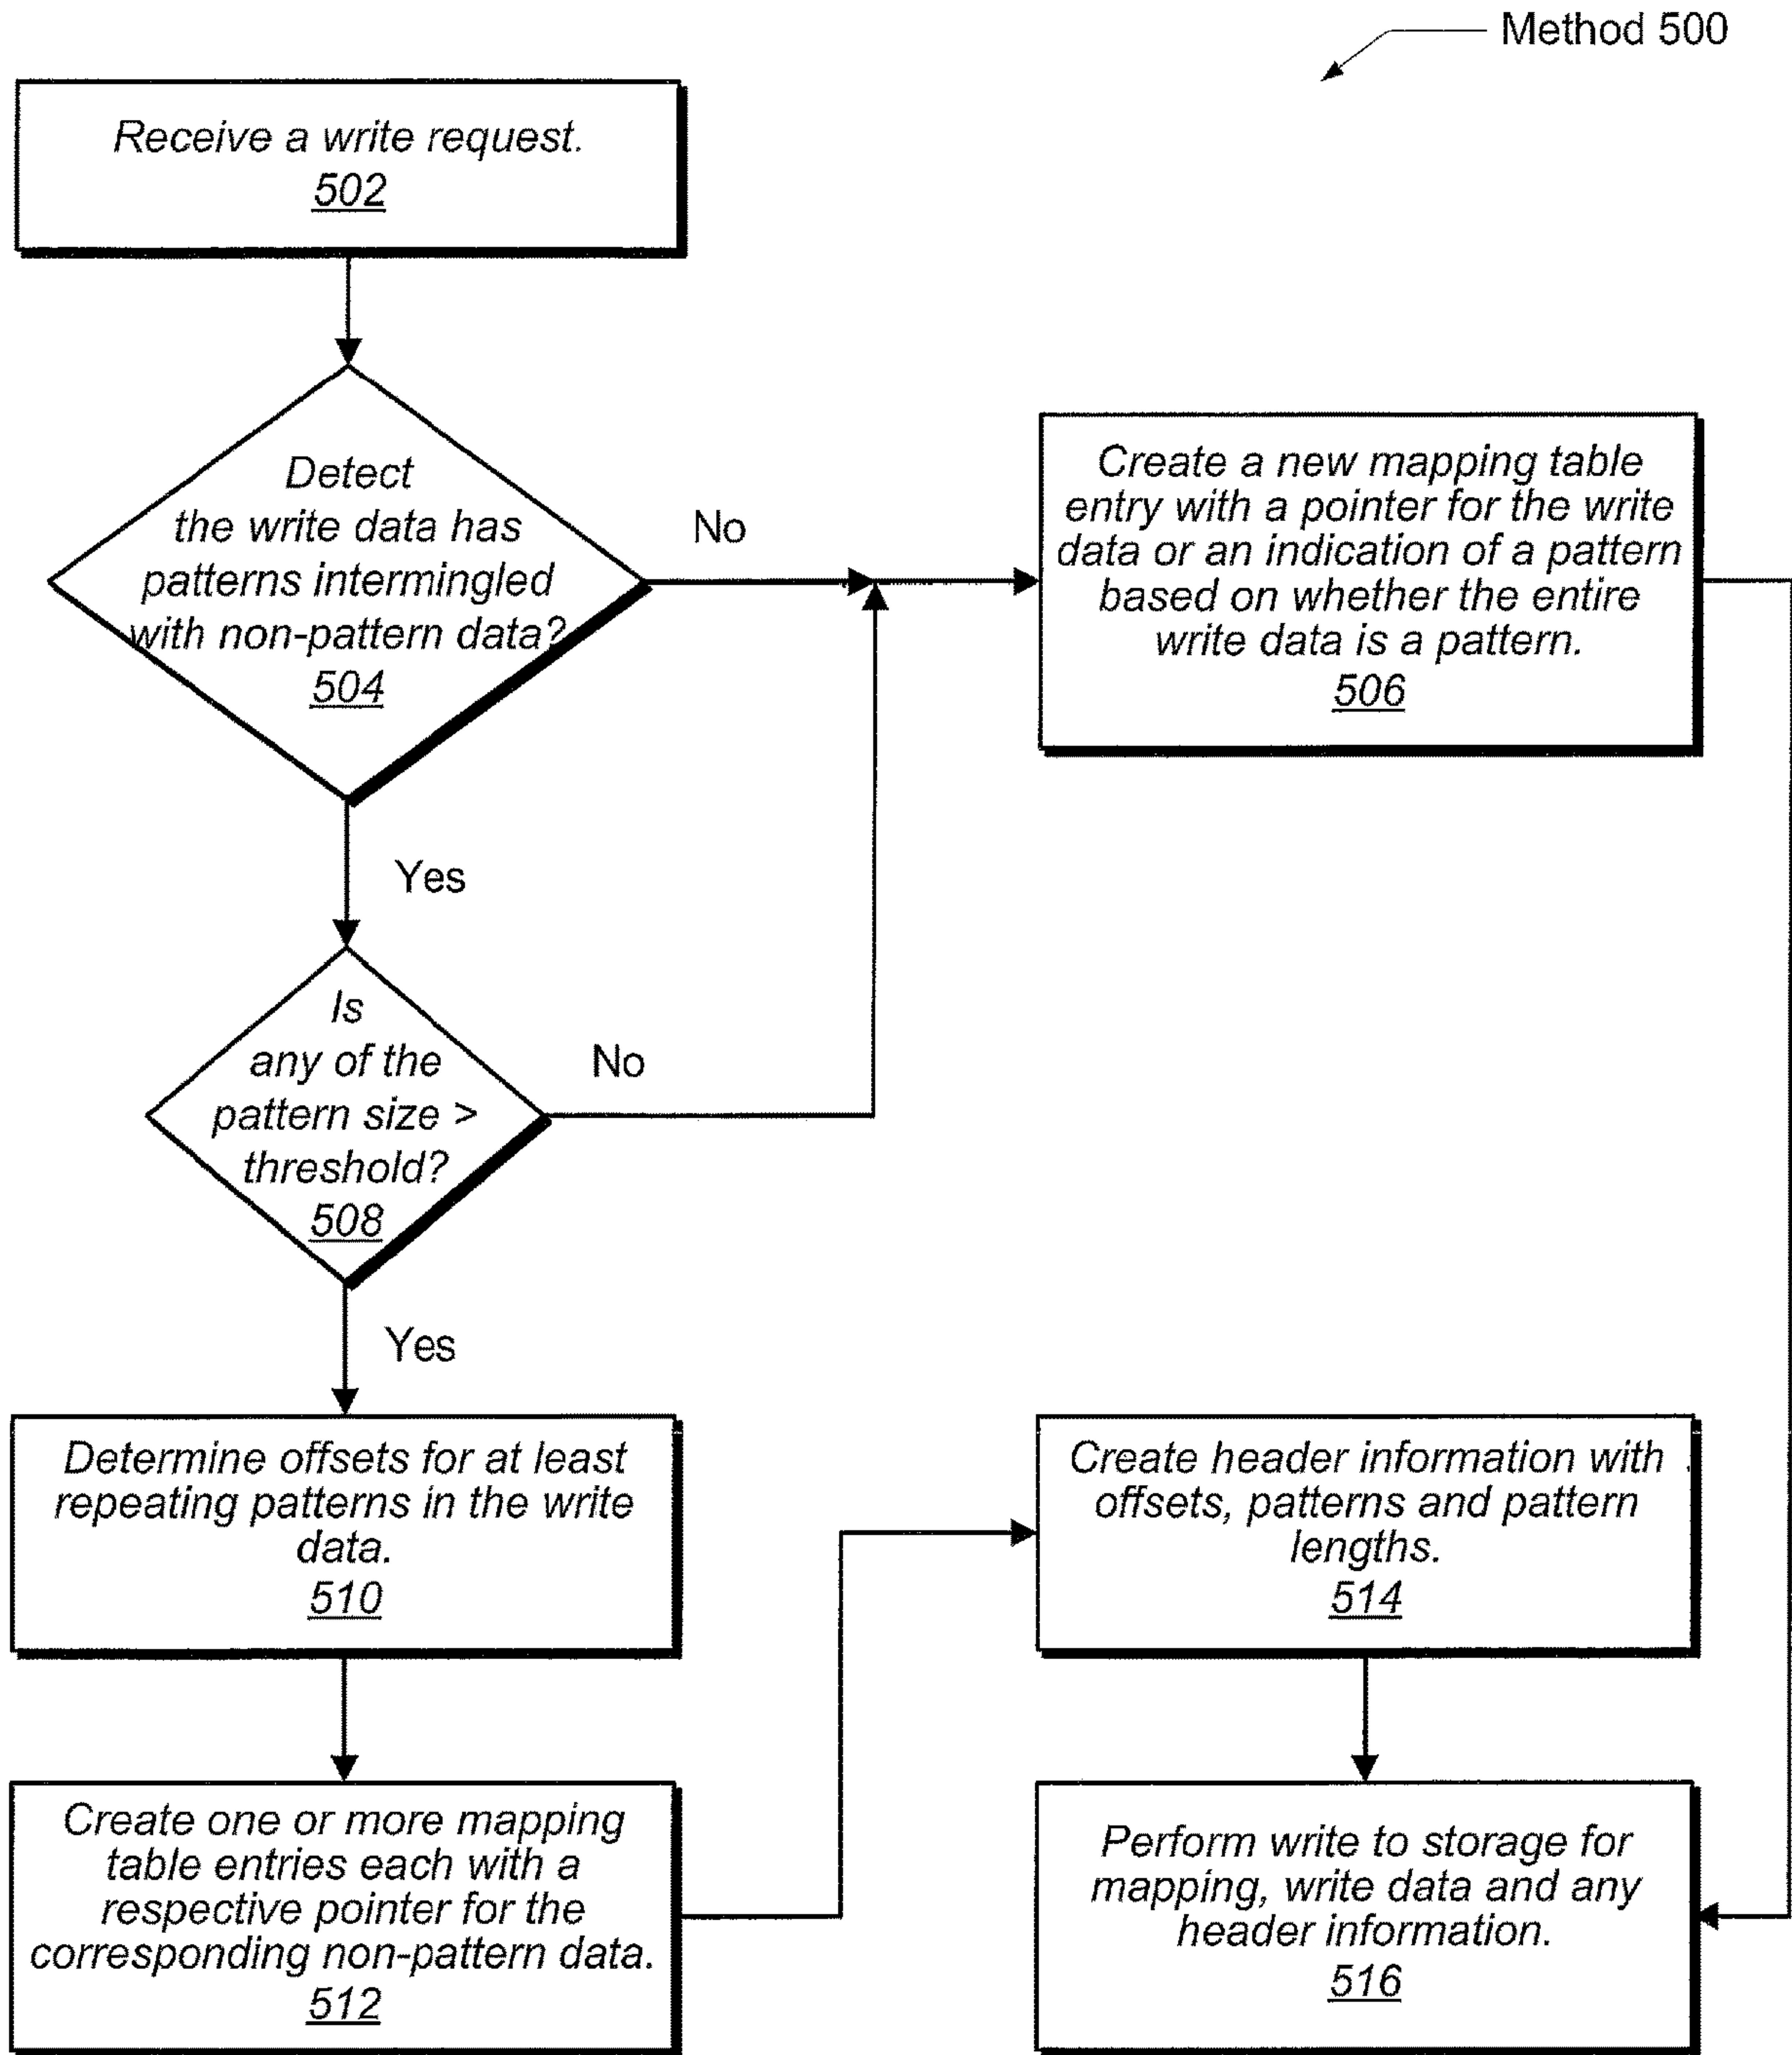 Method 500
Receive a write request.
502
Detect
the write data has
patterns intermingled
with non-pattern data?
504
No
Create a new mapping table
entry with a pointer for the write
data or an indication of a pattern
based on whether the entire
write data is a pattern.
506
Yes
Is
any of the
pattern size >
threshold?
508
No
Yes
Determine offsets for at least
repeating patterns in the write
data.
510
Create header information with
offsets, patterns and pattern
lengths.
514
Create one or more mapping
table entries each with a
respective pointer for the
corresponding non-pattern data.
512
Perform write to storage for
mapping, write data and any
header information.
516